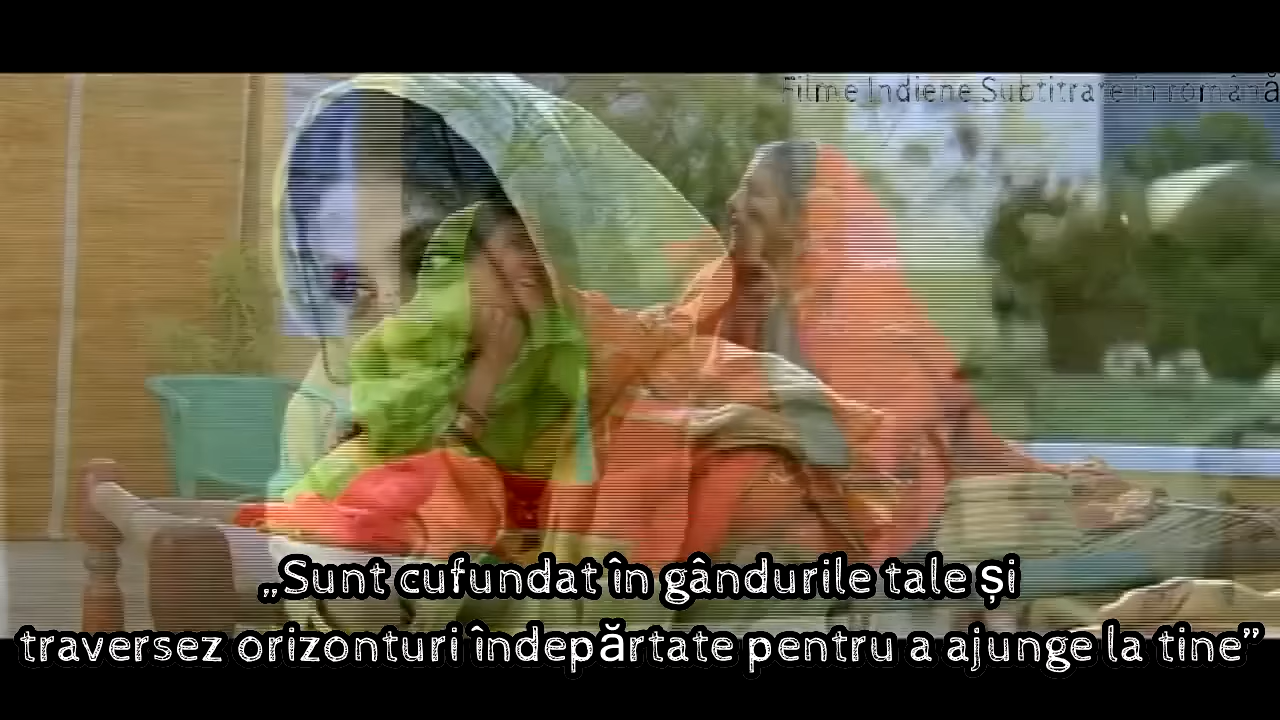 Filme Indiene Subtitrate în română
„Sunt cufundat în gândurile tale și
traversez orizonturi îndepărtate pentru a ajunge la tine”